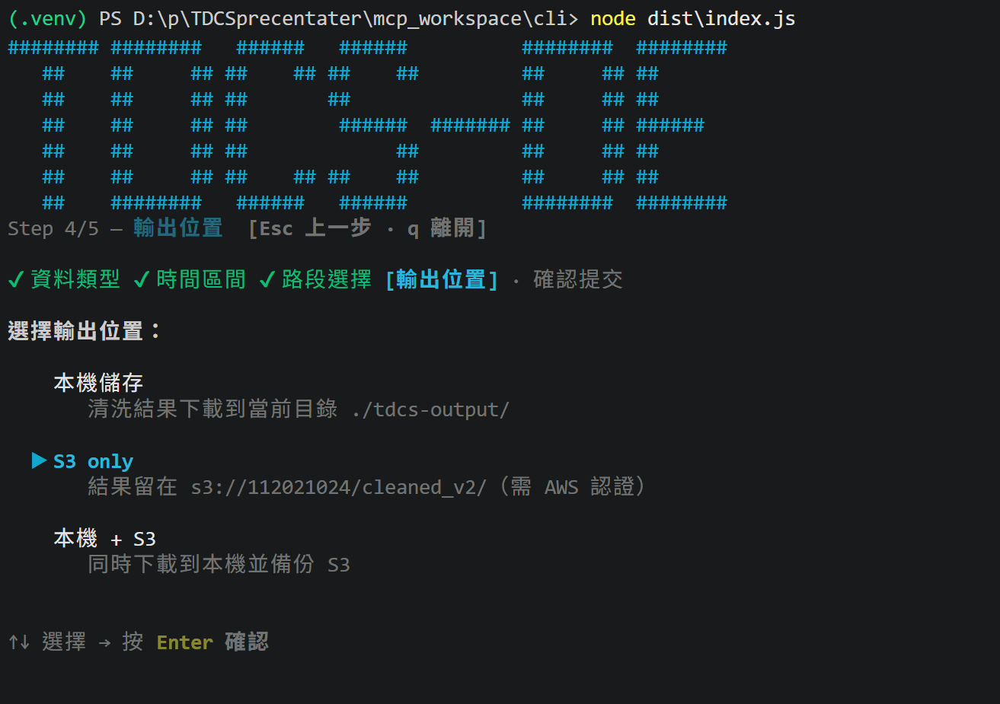 (.venv) PS D:\p\TDCSprecentater\mcp_workspace\cli> node dist\index.js
######## ########   ######   ######          ########  ########
   ##    ##     ## ##    ## ##    ##         ##     ## ##
   ##    ##     ## ##       ##               ##     ## ##
   ##    ##     ## ##        ######  ####### ##     ## ######
   ##    ##     ## ##             ##         ##     ## ##
   ##    ##     ## ##    ## ##    ##         ##     ## ##
   ##    ########   ######   ######          ########  ########
Step 4/5 — 輸出位置  [Esc 上一步 · q 離開]
✓ 資料類型 ✓ 時間區間 ✓ 路段選擇 [輸出位置] · 確認提交
選擇輸出位置：
本機儲存
清洗結果下載到當前目錄 ./tdcs-output/
▶ S3 only
結果留在 s3://112021024/cleaned_v2/（需 AWS 認證）
本機 + S3
同時下載到本機並備份 S3
↑↓ 選擇 → 按 Enter 確認